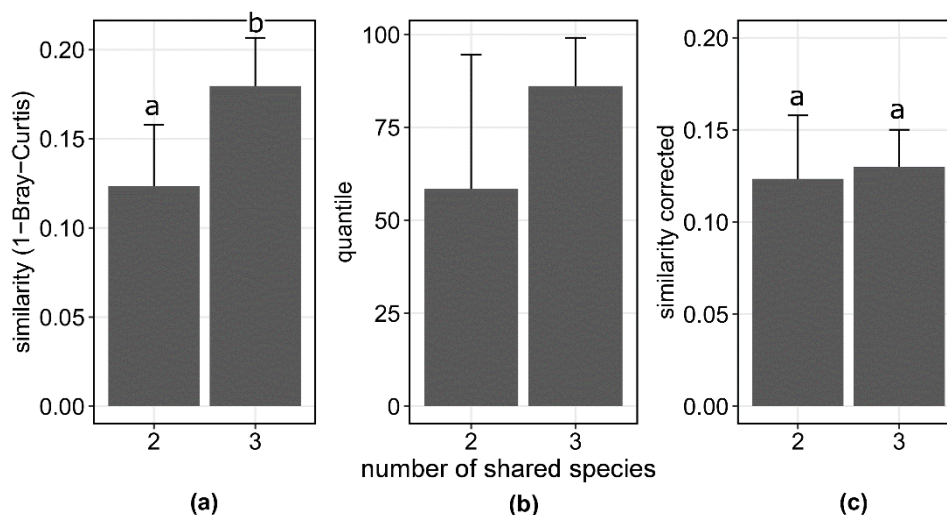 similarity (1−Bray−Curtis)
0.20
0.15
0.10
0.05
0.00
a
b
2
3
(a)
quantile
100
75
50
25
0
2
3
number of shared species
(b)
similarity corrected
0.20
0.15
0.10
0.05
0.00
a
a
2
3
(c)